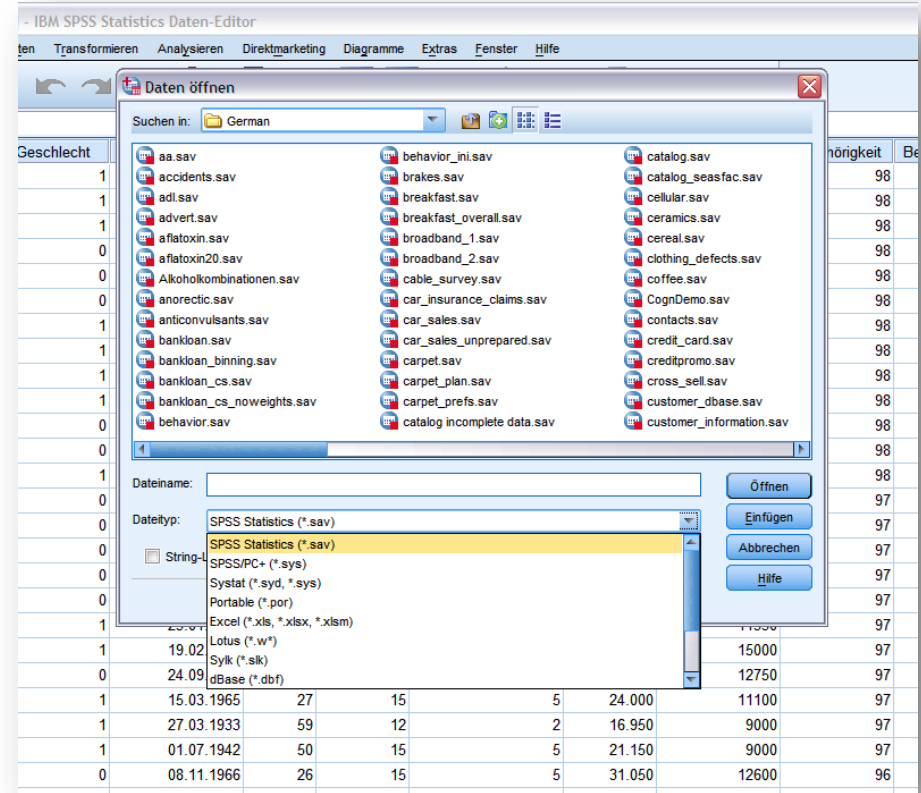 - IBM SPSS Statistics Daten-Editor
ten Transformieren Analysieren Direktmarketing Diagramme Extras Fenster Hilfe
Daten öffnen
Suchen in: German
Geschlecht hörigkeit Be
aa.sav behavior_ini.sav catalog.sav
accidents.sav brakes.sav catalog_seasfac.sav
adl.sav breakfast.sav cellular.sav
advert.sav breakfast_overall.sav ceramics.sav
aflatoxin.sav broadband_1.sav cereal.sav
aflatoxin20.sav broadband_2.sav clothing_defects.sav
Alkoholkombinationen.sav cable_survey.sav coffee.sav
anorectic.sav car_insurance_claims.sav CognDemo.sav
anticonvulsants.sav car_sales.sav contacts.sav
bankloan.sav car_sales_unprepared.sav credit_card.sav
bankloan_binning.sav carpet.sav creditpromo.sav
bankloan_cs.sav carpet_plan.sav cross_sell.sav
bankloan_cs_noweights.sav carpet_prefs.sav customer_dbase.sav
behavior.sav catalog incomplete data.sav customer_information.sav
1 98
1 98
1 98
0 98
0 98
0 98
1 98
1 98
1 98
1 98
0 98
0 98
1 98
0 97
0 97
0 97
0 97
0 97
1 97
Dateiname:
Öffnen
Dateityp: SPSS Statistics (*.sav)
Einfügen
String-L
Abbrechen
Hilfe
SPSS Statistics (*.sav)
SPSS/PC+ (*.sys)
Systat (*.syd, *.sys)
Portable (*.por)
Excel (*.xls, *.xlsx, *.xlsm)
Lotus (*.w*)
Sylk (*.slk)
dBase (*.dbf)
1 19.02. 15000 97
0 24.09. 12750 97
1 15.03.1965 27 15 5 24.000 11100 97
1 27.03.1933 59 12 2 16.950 9000 97
1 01.07.1942 50 15 5 21.150 9000 97
0 08.11.1966 26 15 5 31.050 12600 96